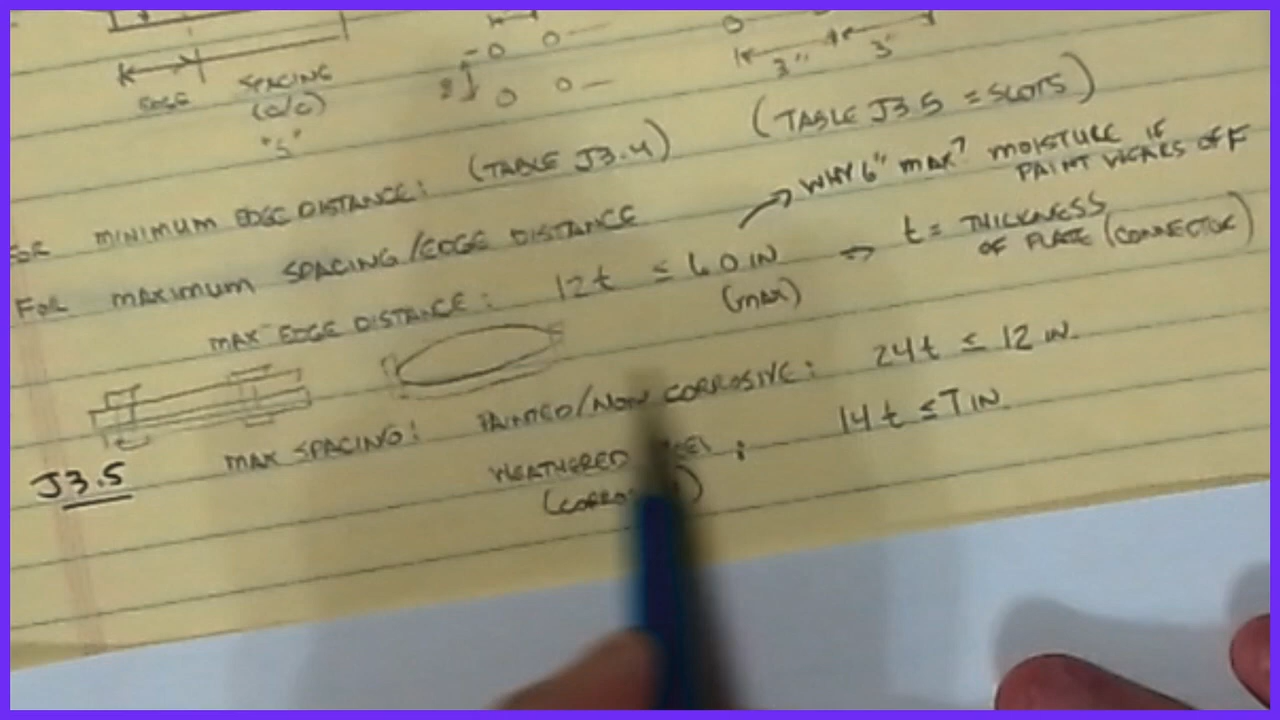 EDGE
SPACING
(c/c)
"S"
3"
3"
FOR MINIMUM EDGE DISTANCE: (TABLE J3.4) (TABLE J3.5 = SLOTS)
FOR MAXIMUM SPACING/EDGE DISTANCE
WHY 6" MAX? MOISTURE IF
PAINT WEARS OFF
MAX EDGE DISTANCE: 12t ≤ 6.0 IN
(MAX)
t = THICKNESS
OF PLATE (CONNECTOR)
J3.5
MAX SPACING: PAINTED/NON CORROSIVE: 24t ≤ 12 IN.
WEATHERED : 14t ≤ 7 IN.